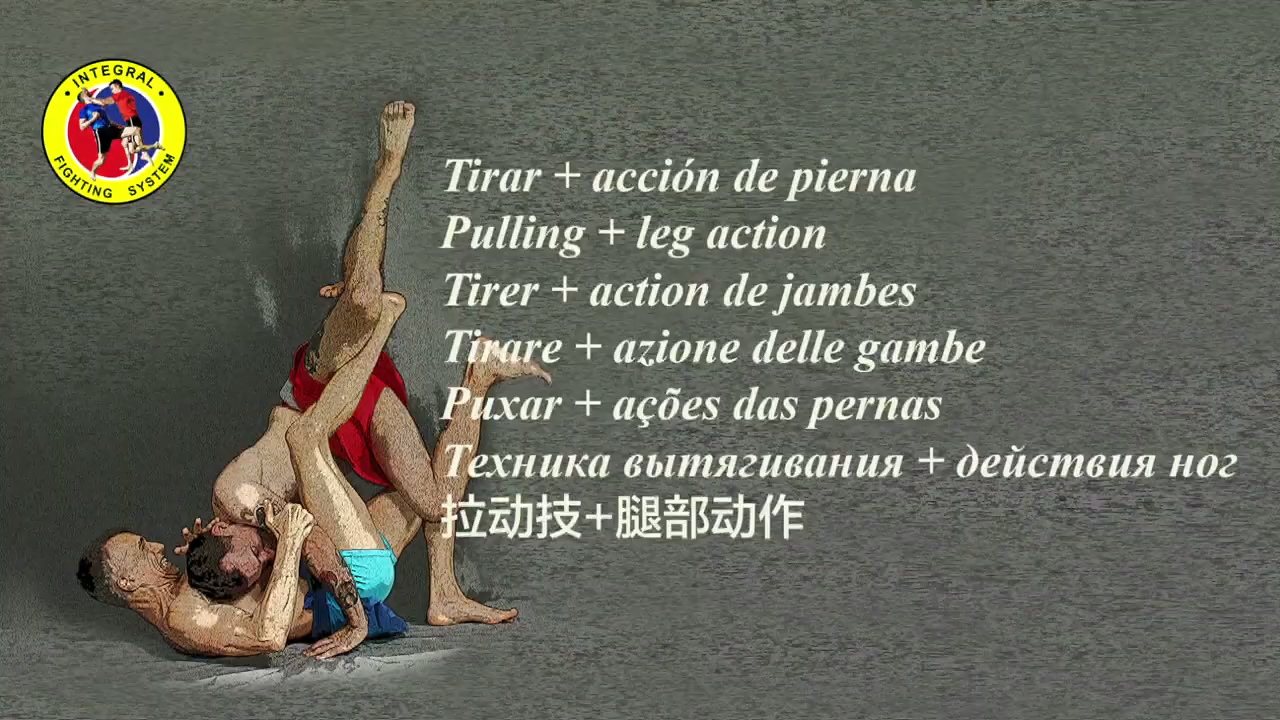 INTEGRAL
FIGHTING SYSTEM
Tirar + acción de pierna
Pulling + leg action
Tirer + action de jambes
Tirare + azione delle gambe
Puxar + ações das pernas
Техника вытягивания + действия ног
拉动技+腿部动作